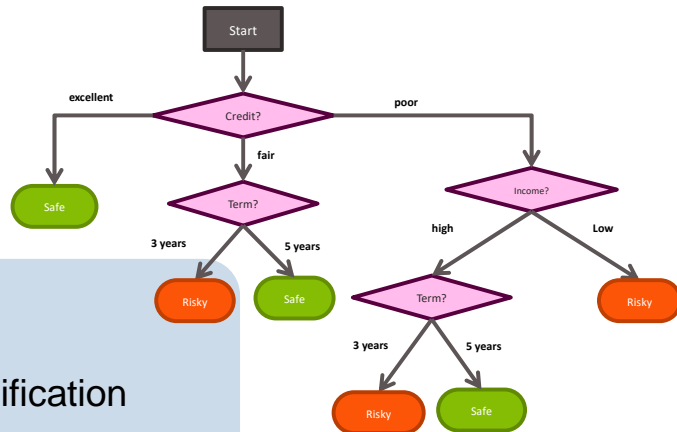 Start
excellent
poor
Credit?
fair
Safe
Term?
Income?
3 years
5 years
high
Low
Risky
Safe
Term?
Risky
3 years
5 years
ification
Risky
Safe